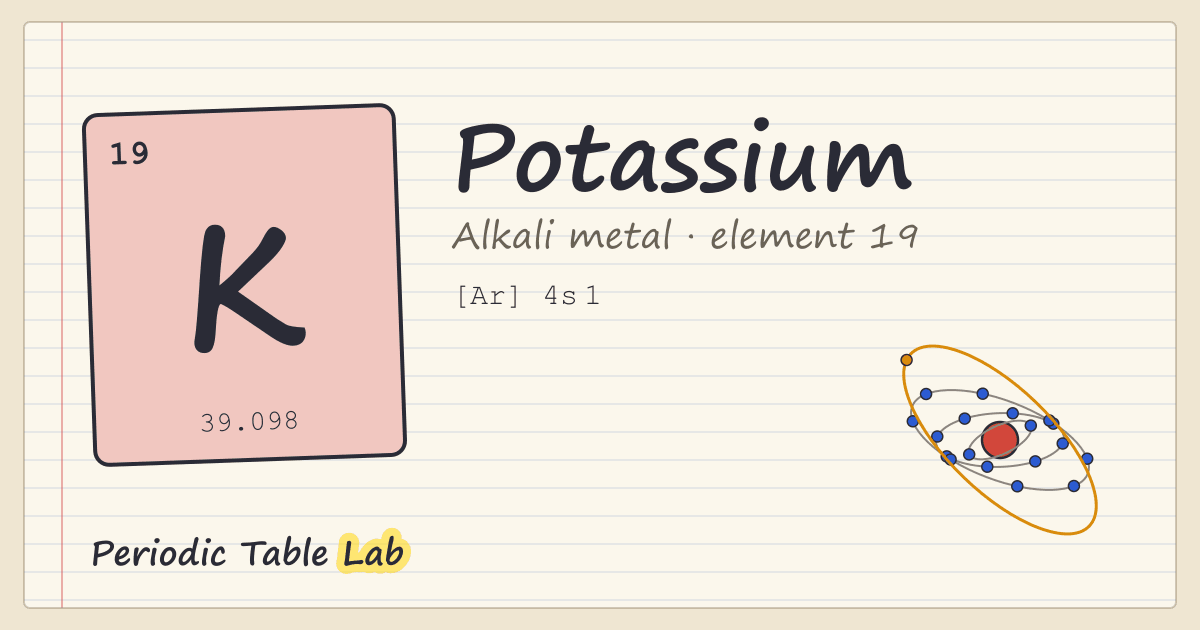 19
K
39.098
Potassium
Alkali metal · element 19
[Ar] 4s1
Periodic Table Lab